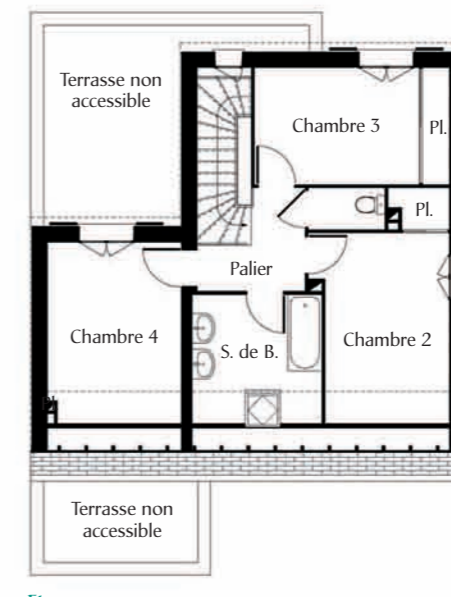 Terrasse non
accessible
Chambre 3
Pl.
Pl.
Palier
Chambre 4
S. de B.
Chambre 2
Terrasse non
accessible